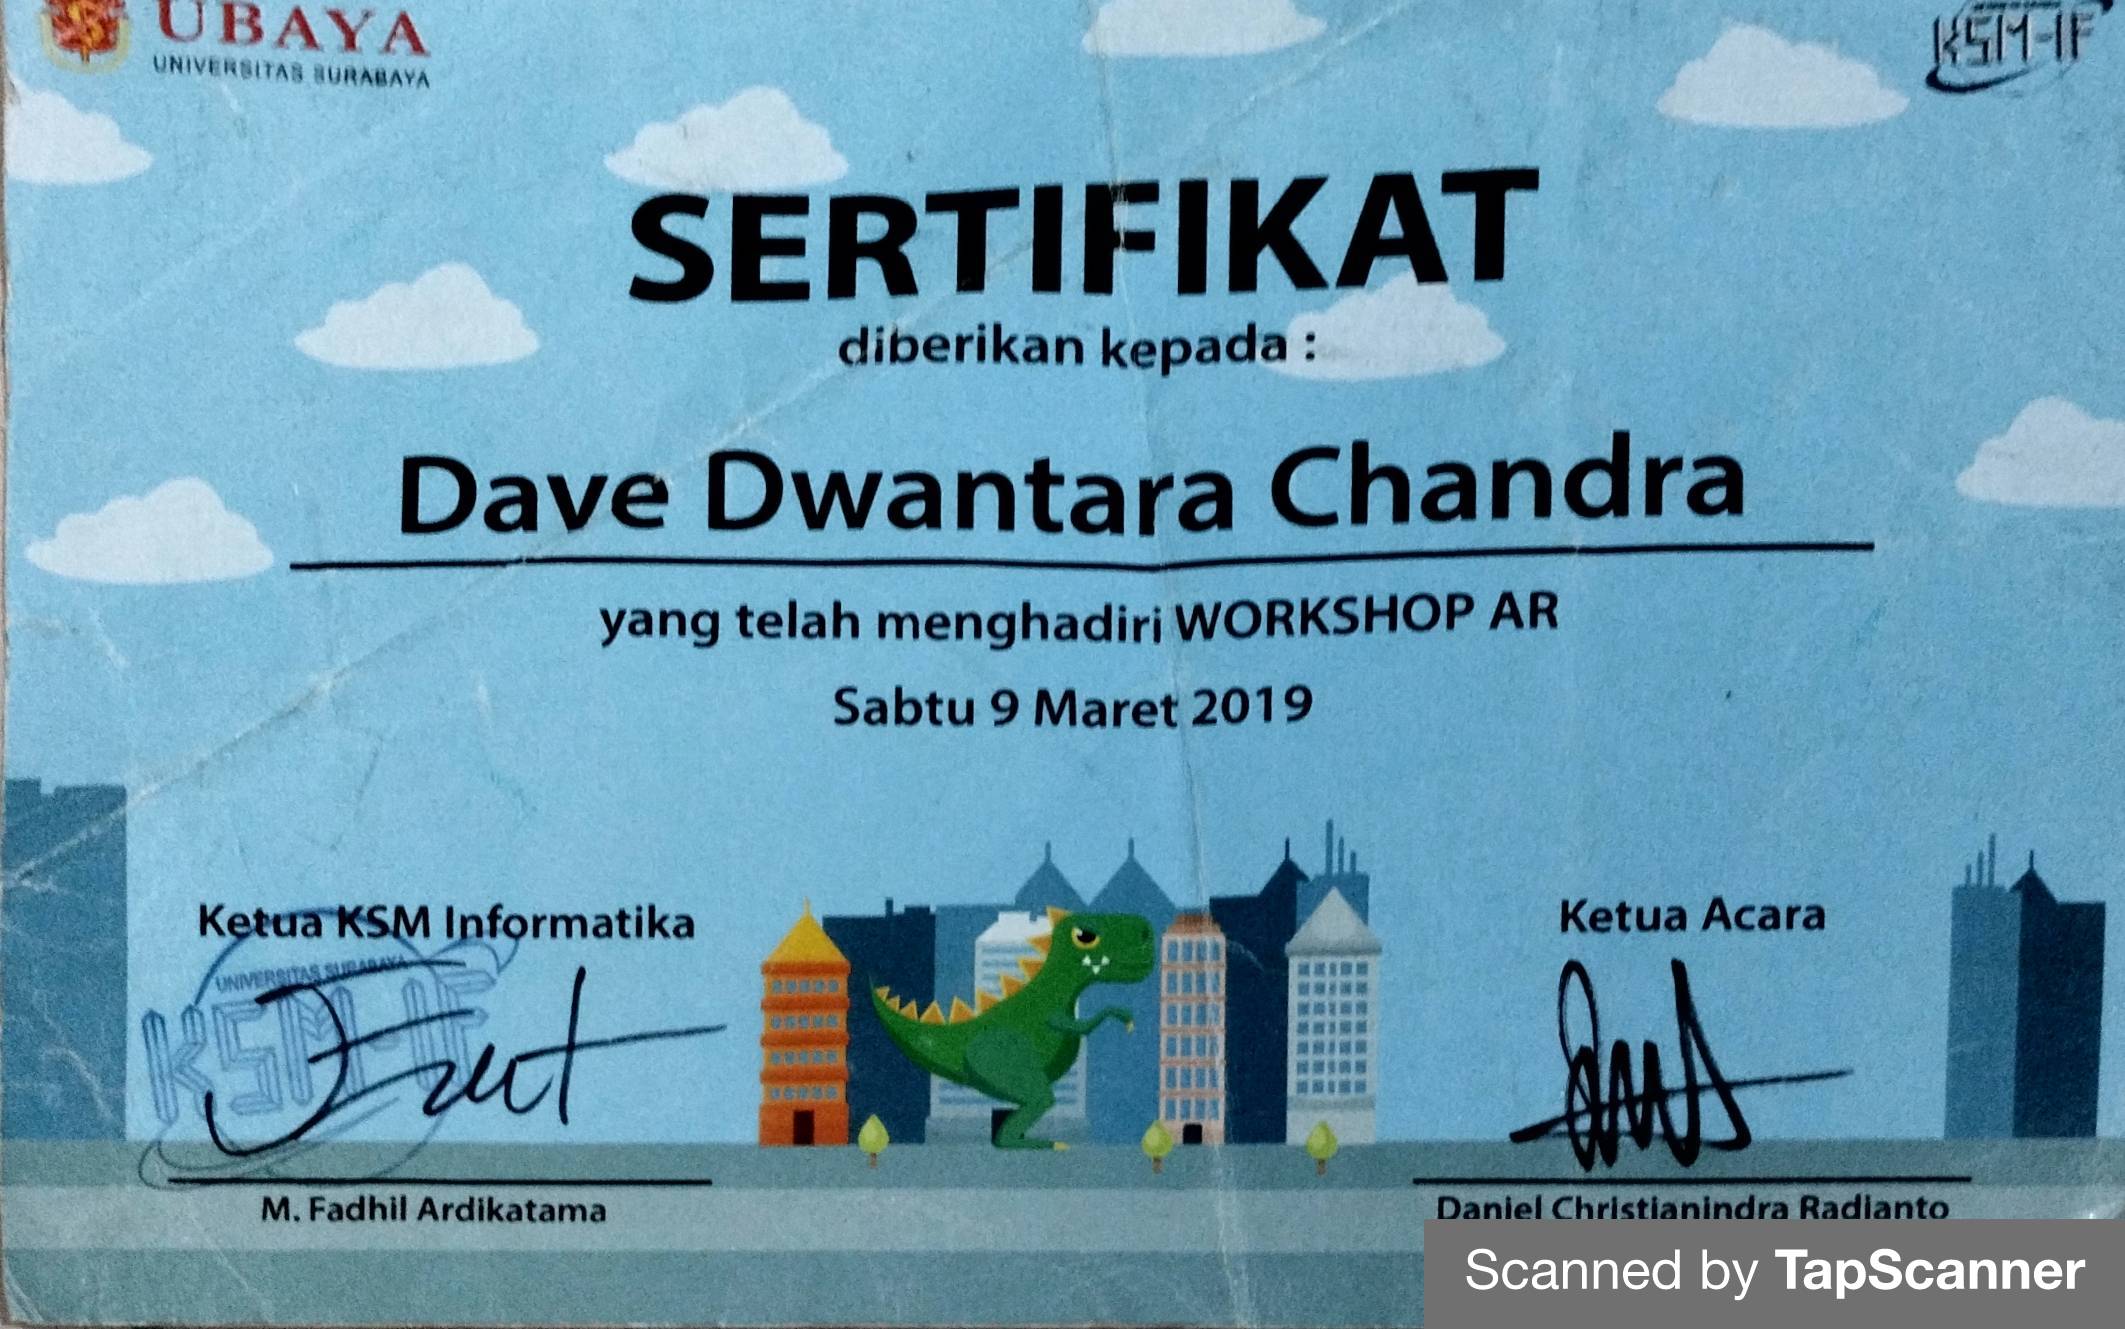 UBAYA
UNIVERSITAS SURABAYA
KSM-IF
SERTIFIKAT
diberikan kepada :
Dave Dwantara Chandra
yang telah menghadiri WORKSHOP AR
Sabtu 9 Maret 2019
Ketua KSM Informatika
Ketua Acara
UNIVERSITAS SURABAYA
KSM-IF
M. Fadhil Ardikatama
Daniel Christianindra Radianto
Scanned by TapScanner